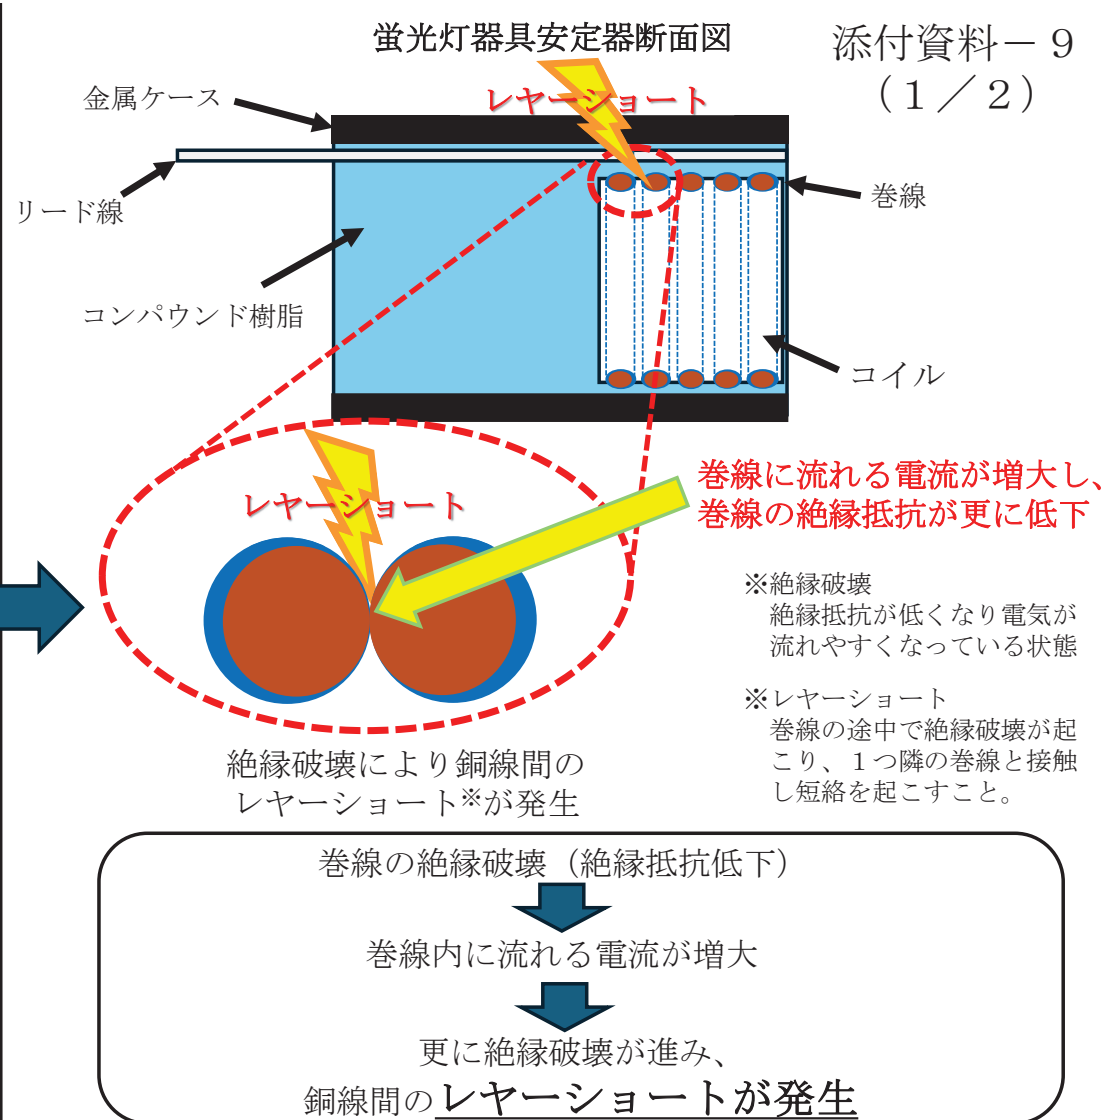 蛍光灯器具安定器断面図
添付資料－９
（１／２）
金属ケース
レヤーショート
リード線
巻線
コンパウンド樹脂
コイル
レヤーショート
巻線に流れる電流が増大し、
巻線の絶縁抵抗が更に低下
※絶縁破壊
絶縁抵抗が低くなり電気が
流れやすくなっている状態
※レヤーショート
巻線の途中で絶縁破壊が起
こり、１つ隣の巻線と接触
し短絡を起こすこと。
絶縁破壊により銅線間の
レヤーショート※が発生
巻線の絶縁破壊（絶縁抵抗低下）
巻線内に流れる電流が増大
更に絶縁破壊が進み、
銅線間のレヤーショートが発生